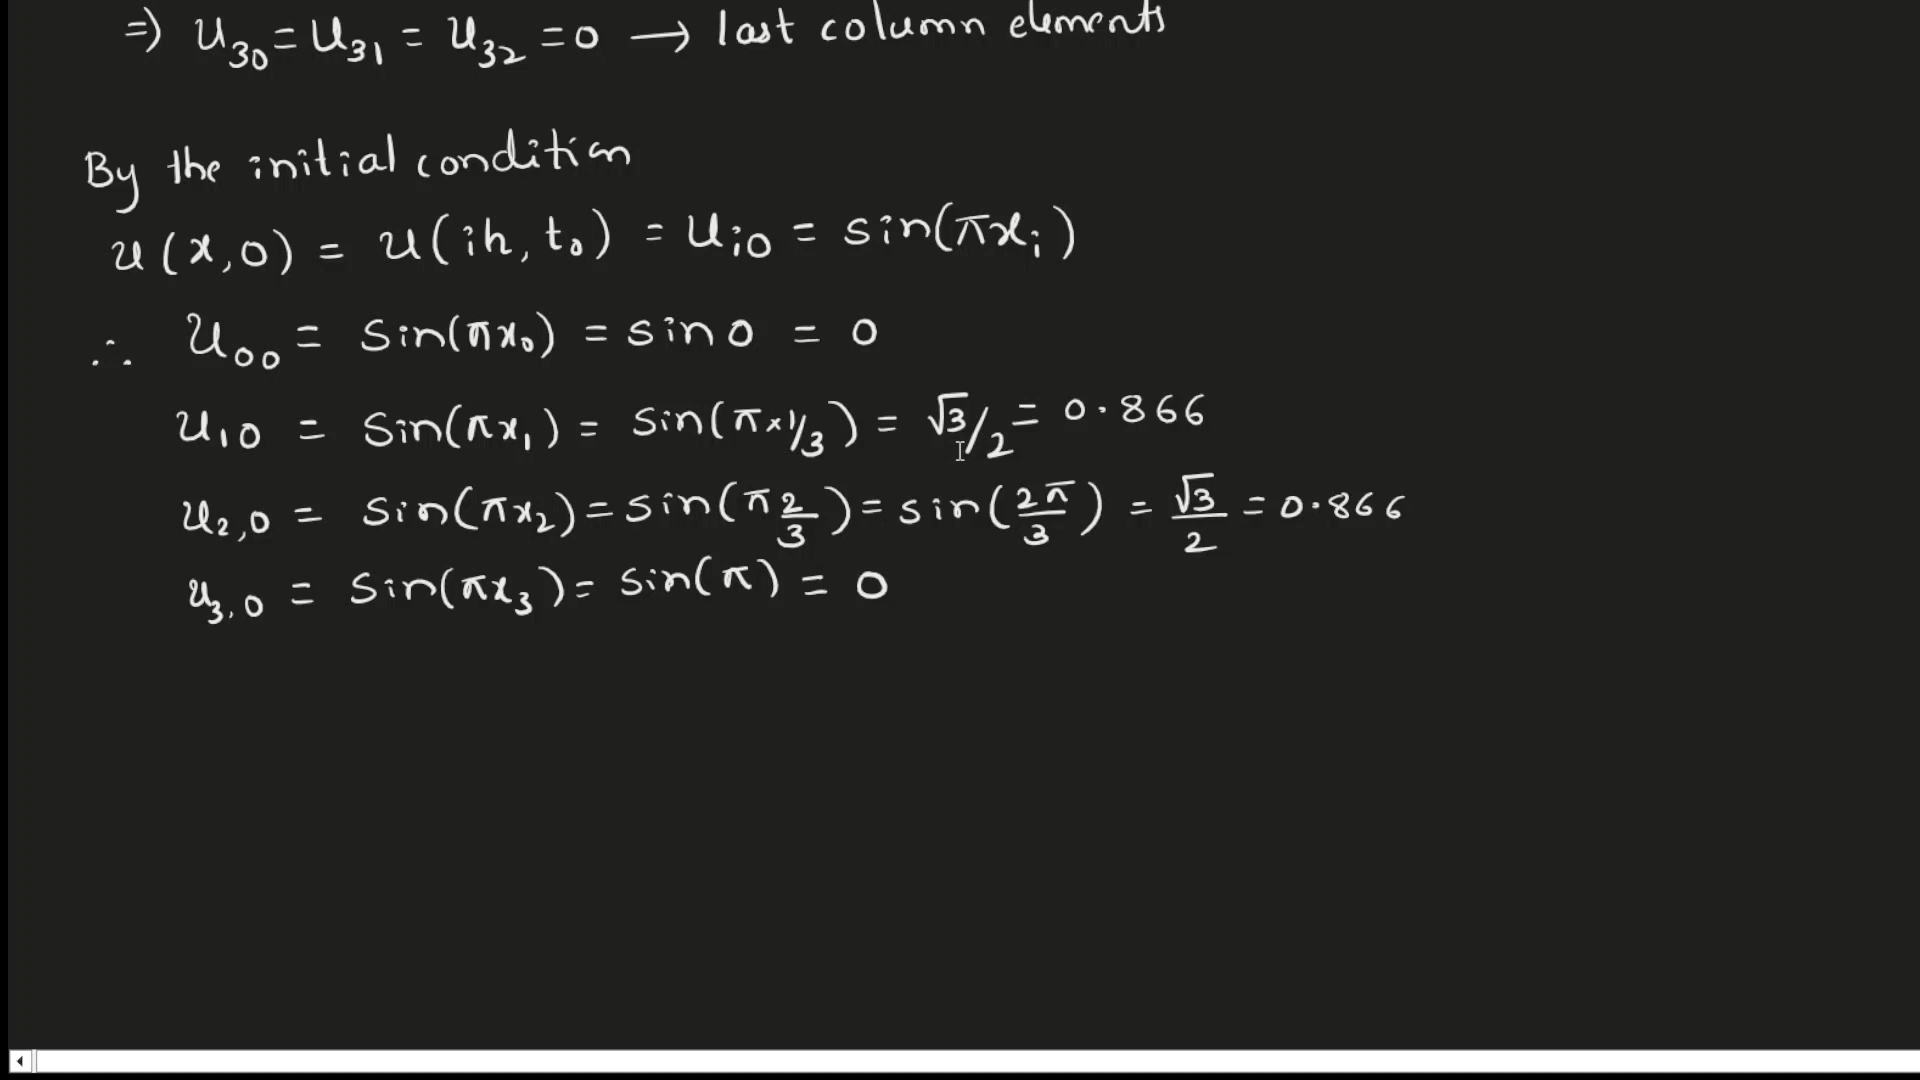 ⇒ u₃₀ = u₃₁ = u₃₂ = 0 → last column elements
By the initial condition
u(x,0) = u(ih, t₀) = uᵢ₀ = sin(πxᵢ)
∴ u₀₀ = sin(πx₀) = sin 0 = 0
u₁₀ = sin(πx₁) = sin(π×1/3) = √3/2 = 0.866
u₂,₀ = sin(πx₂) = sin(π 2/3) = sin(2π/3) = √3/2 = 0.866
u₃,₀ = sin(πx₃) = sin(π) = 0